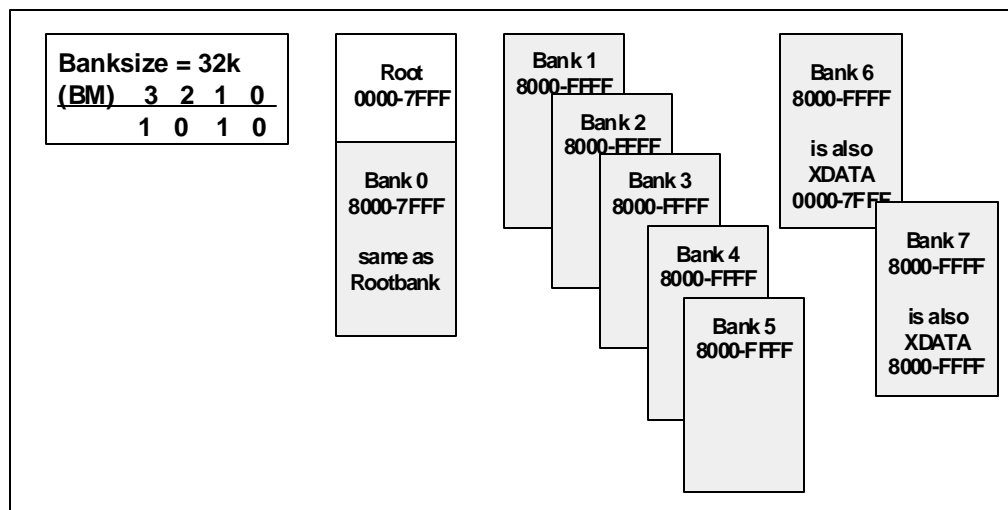 Banksize = 32k
(BM) 3 2 1 0
1 0 1 0
Root
0000-7FFF
Bank 0
8000-7FFF
same as
Rootbank
Bank 1
8000-FFFF
Bank 2
8000-FFFF
Bank 3
8000-FFFF
Bank 4
8000-FFFF
Bank 5
8000-FFFF
Bank 6
8000-FFFF
is also
XDATA
0000-7FFF
Bank 7
8000-FFFF
is also
XDATA
8000-FFFF